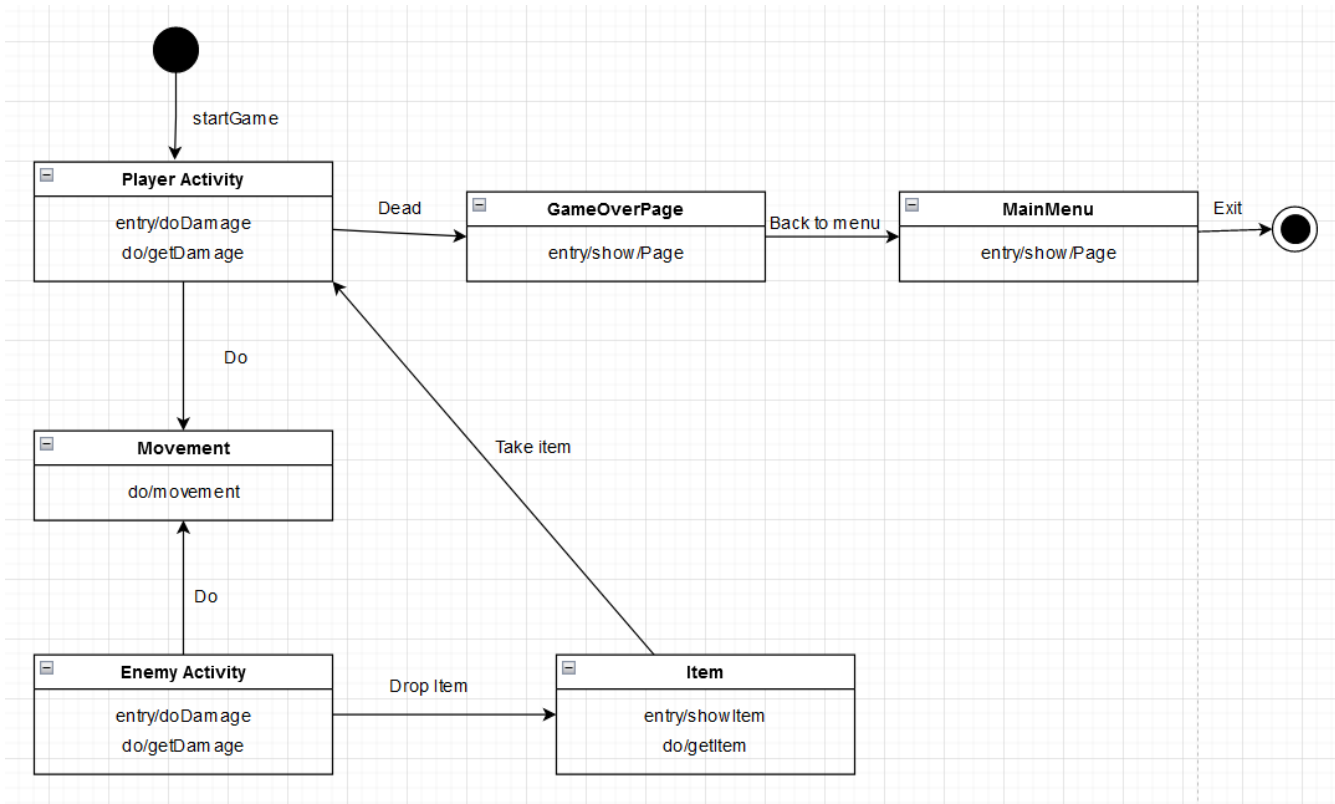 startGame
Player Activity
entry/doDamage
do/getDamage
Dead
GameOverPage
entry/show/Page
Back to menu
MainMenu
entry/show/Page
Exit
Do
Movement
do/movement
Take item
Do
Enemy Activity
entry/doDamage
do/getDamage
Drop Item
Item
entry/showItem
do/getItem